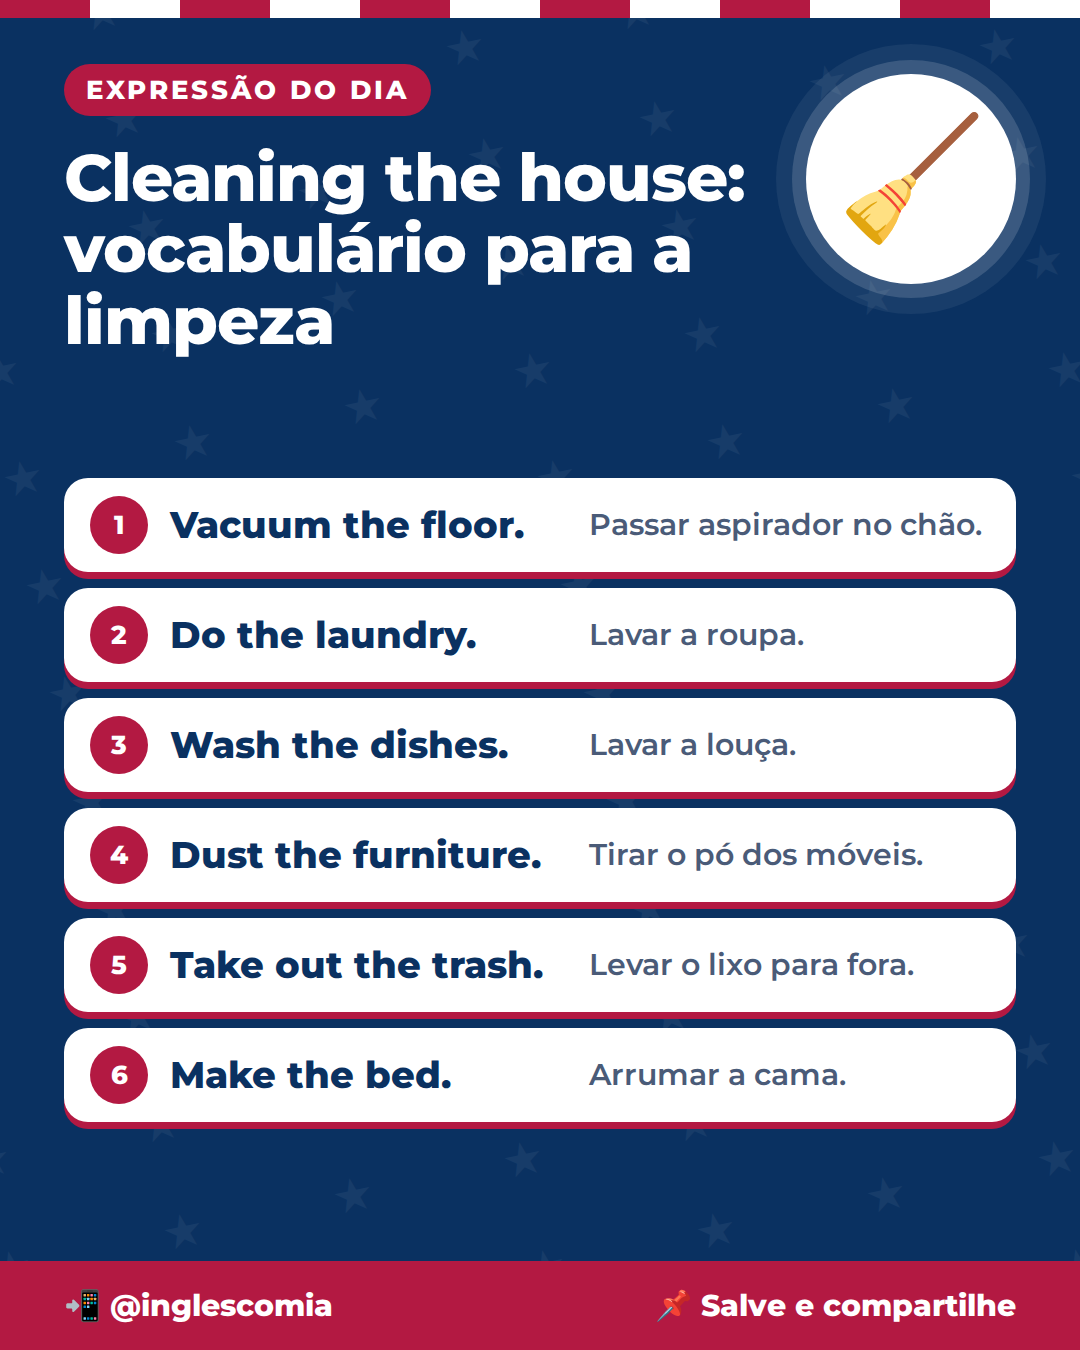 EXPRESSÃO DO DIA
Cleaning the house:
vocabulário para a
limpeza
1 Vacuum the floor. Passar aspirador no chão.
2 Do the laundry. Lavar a roupa.
3 Wash the dishes. Lavar a louça.
4 Dust the furniture. Tirar o pó dos móveis.
5 Take out the trash. Levar o lixo para fora.
6 Make the bed. Arrumar a cama.
@inglescomia
Salve e compartilhe